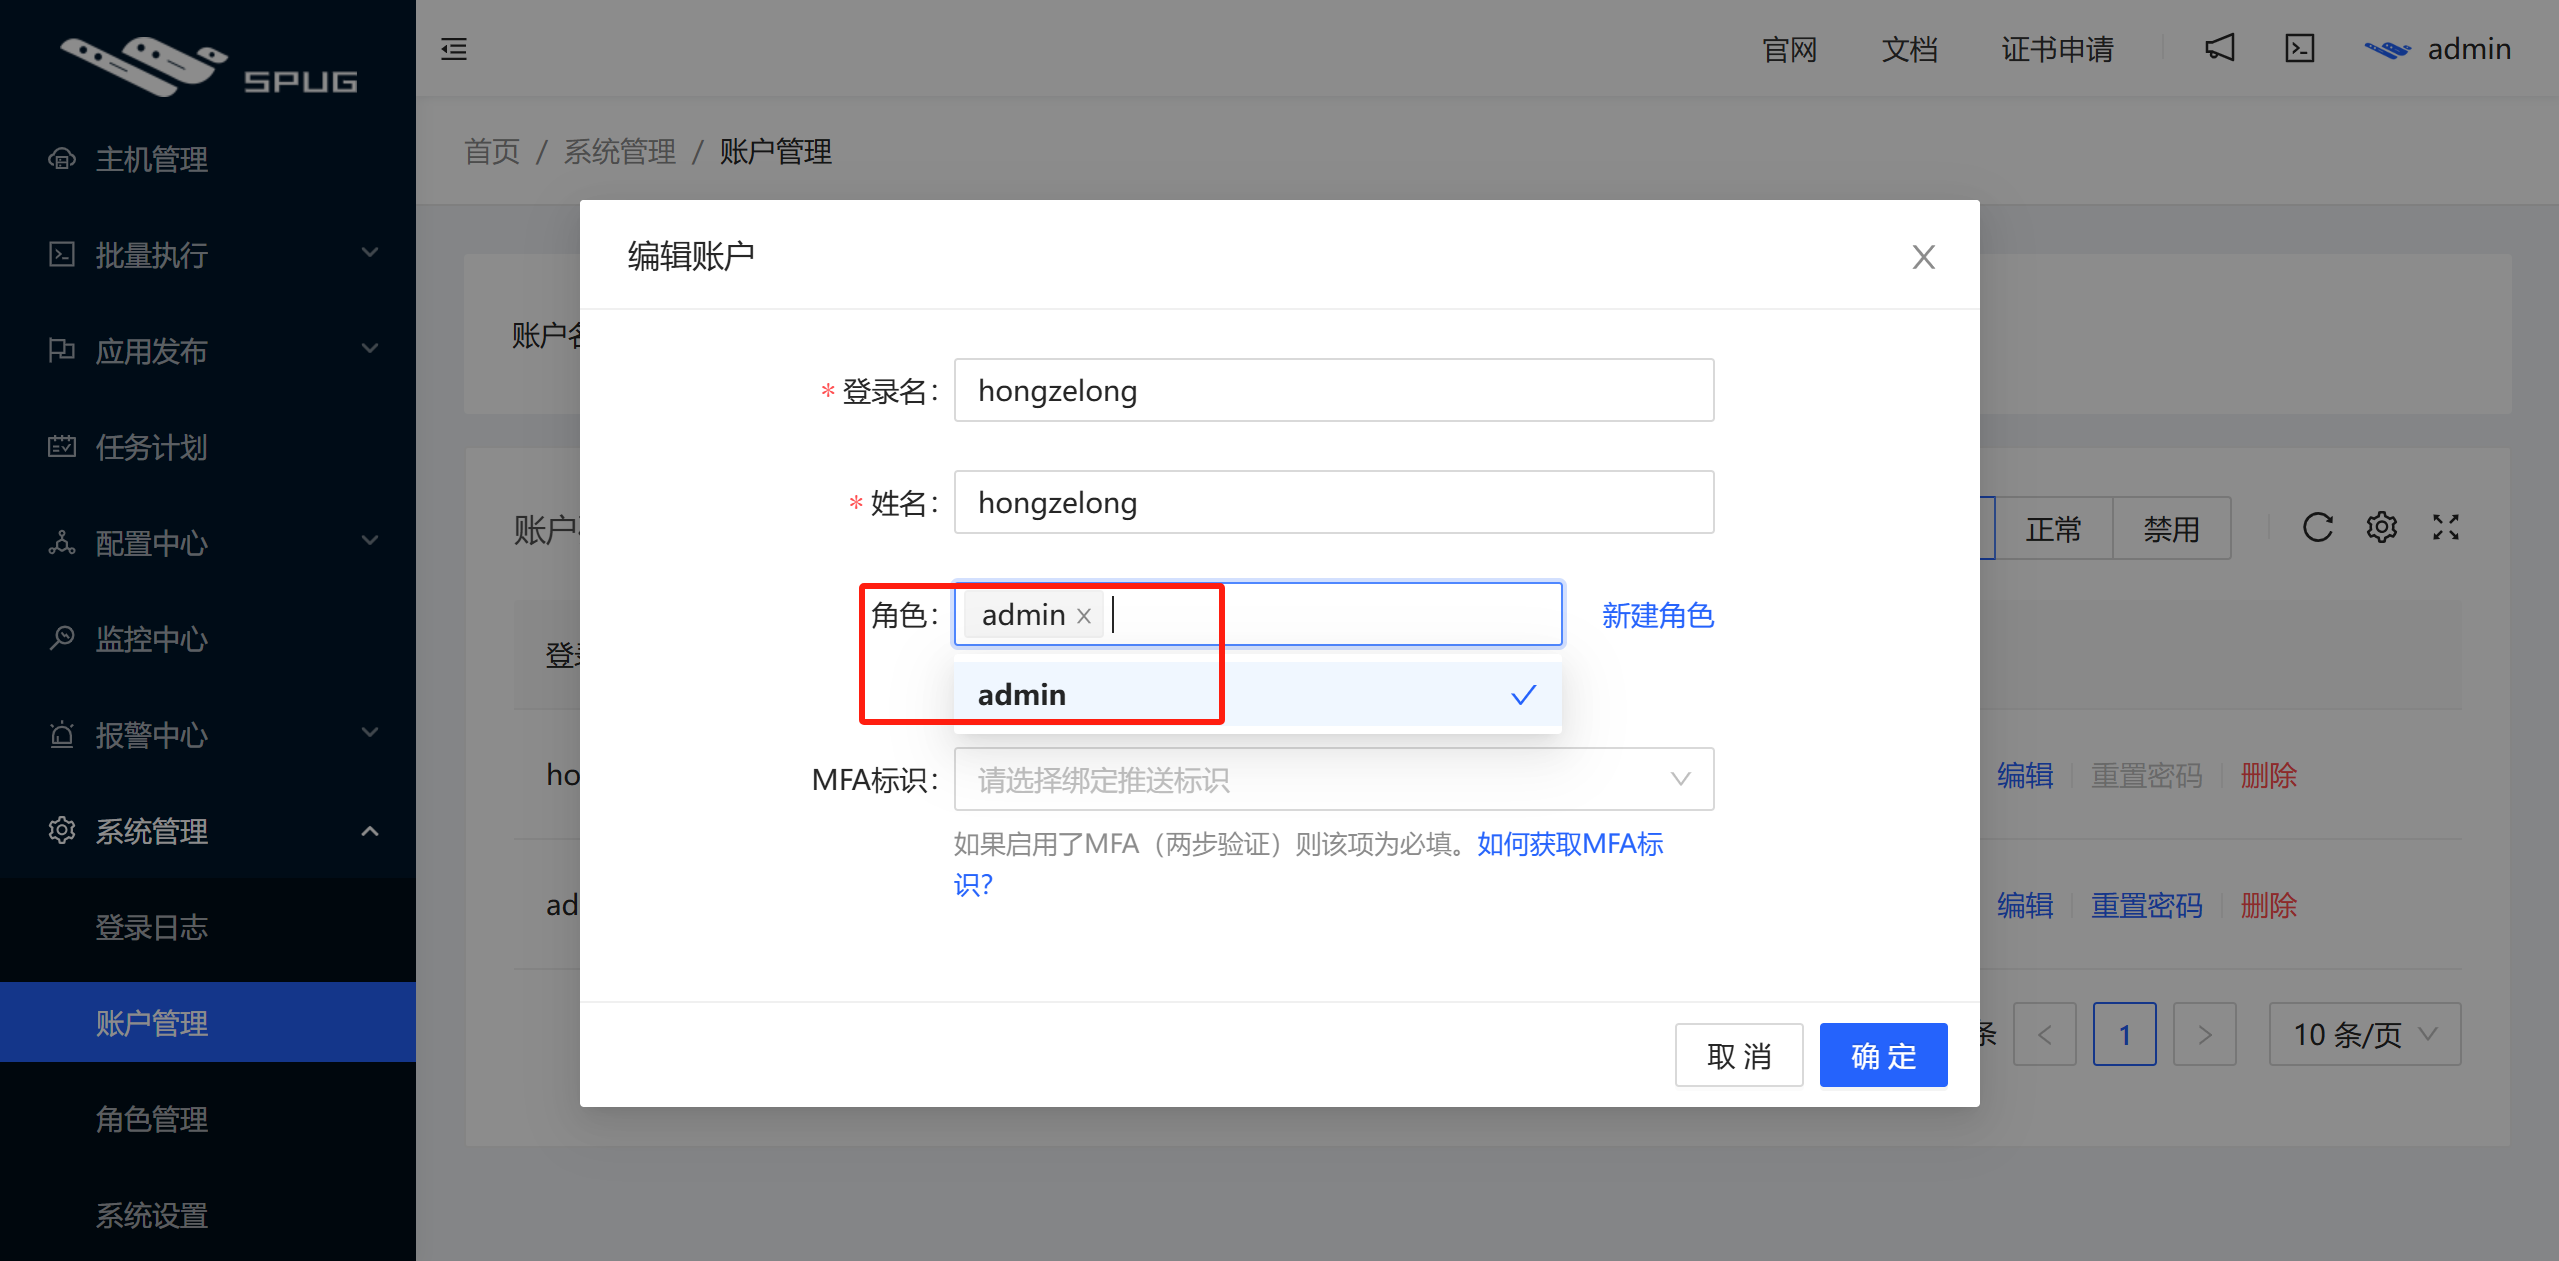 SPUG
主机管理
批量执行
应用发布
任务计划
配置中心
监控中心
报警中心
系统管理
登录日志
账户管理
角色管理
系统设置
官网 文档 证书申请 admin
首页 / 系统管理 / 账户管理
账户
账户
正常 禁用
登
ho
编辑 重置密码 删除
ad
编辑 重置密码 删除
条 < 1 > 10 条/页
编辑账户
* 登录名: hongzelong
* 姓名: hongzelong
角色: admin × 新建角色
admin
MFA标识: 请选择绑定推送标识
如果启用了MFA（两步验证）则该项为必填。如何获取MFA标
识？
取 消 确 定